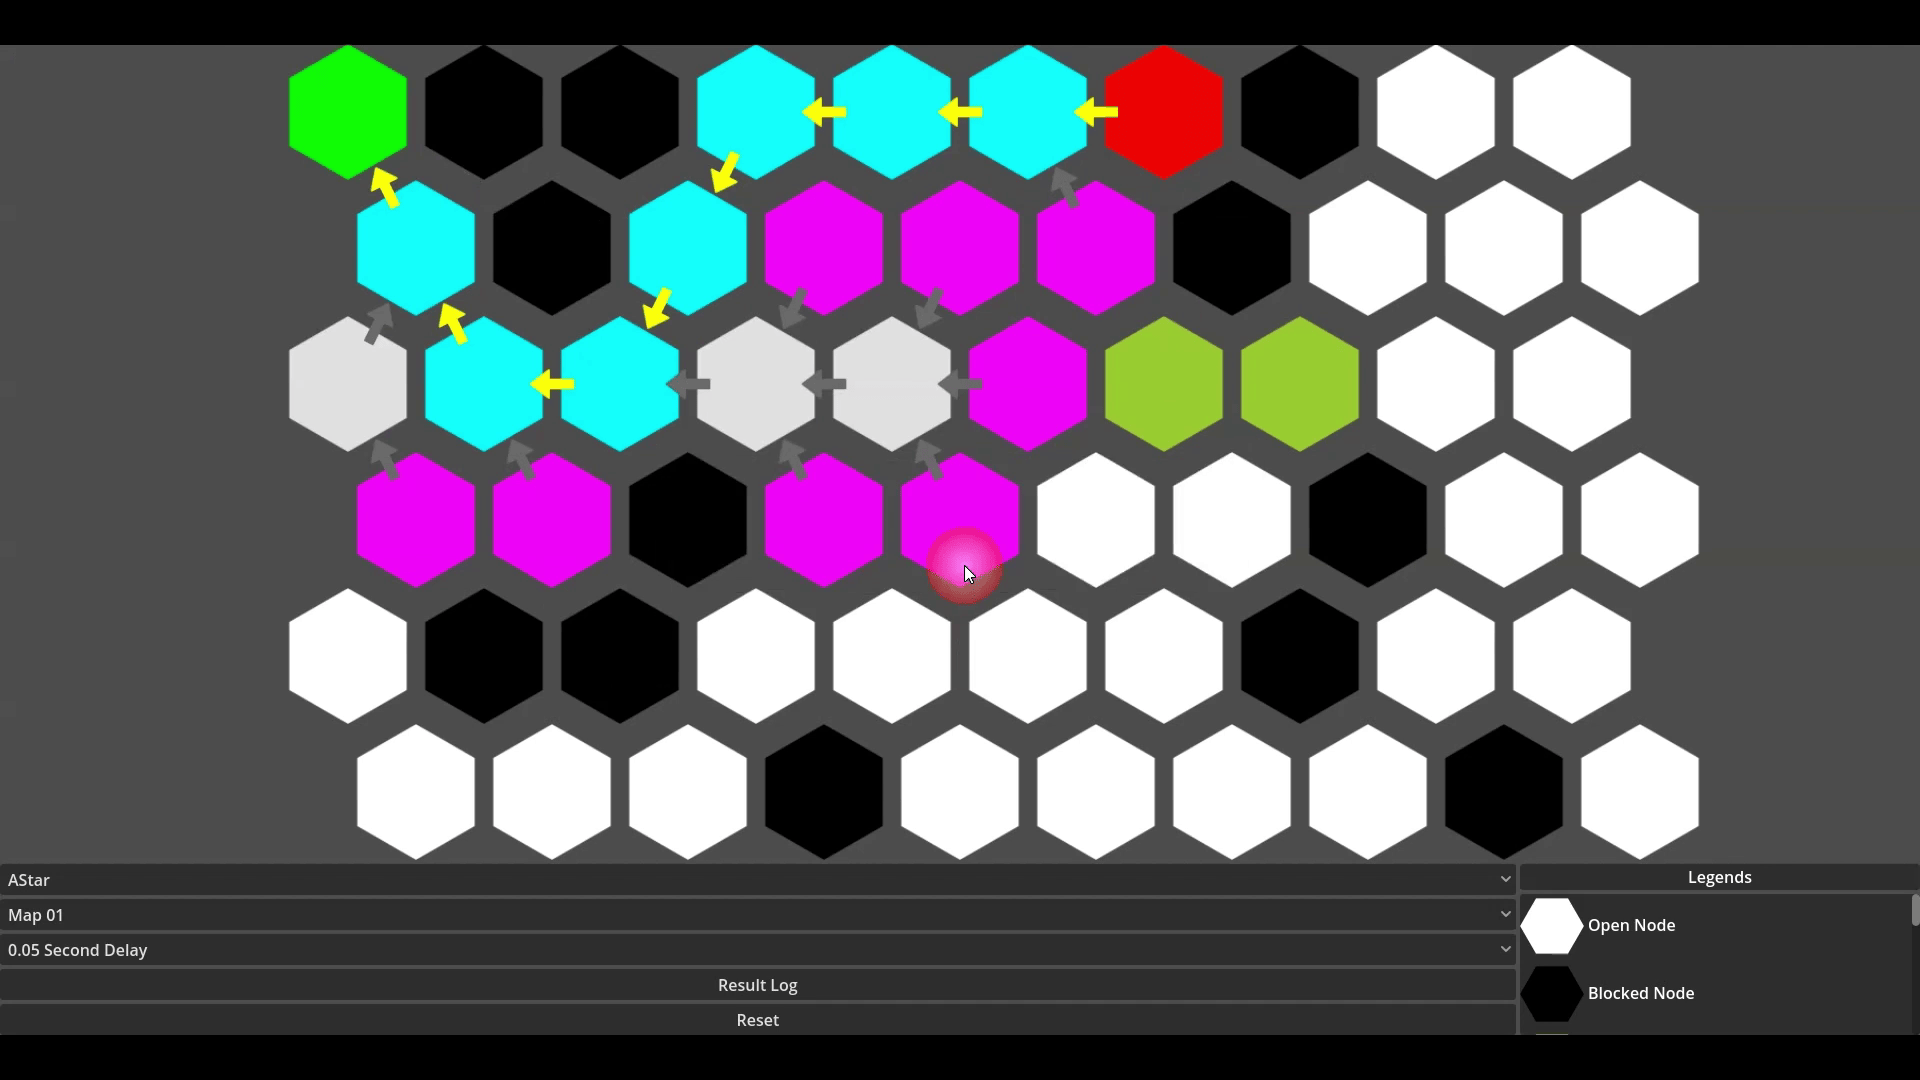 AStar
Map 01
0.05 Second Delay
Result Log
Reset
Legends
Open Node
Blocked Node